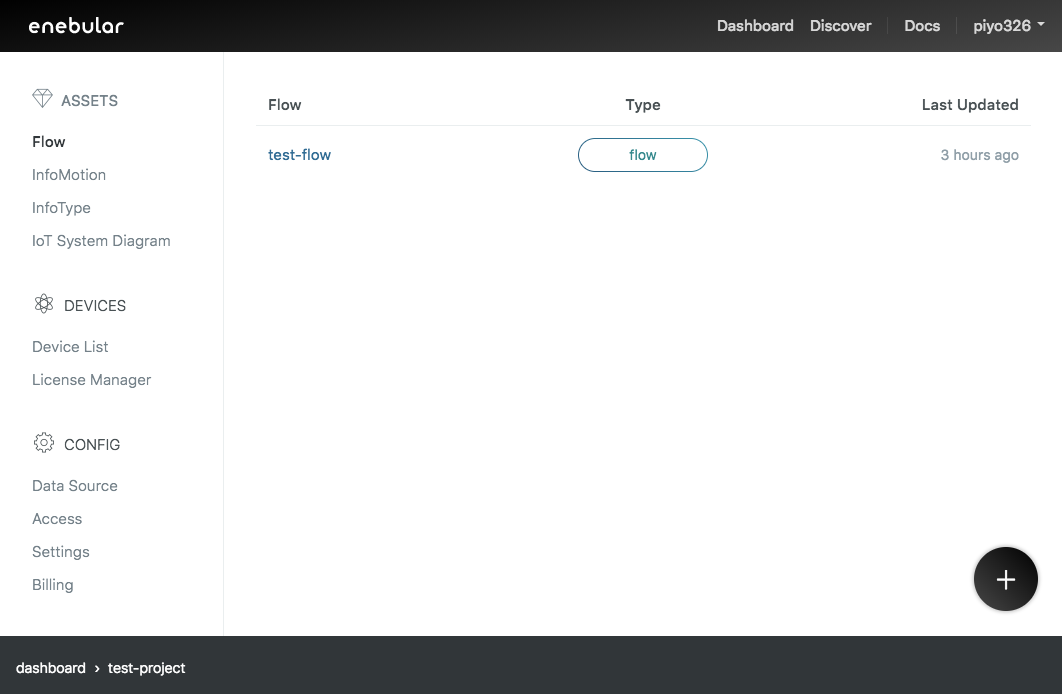 enebular Dashboard Discover Docs piyo326
ASSETS
Flow
InfoMotion
InfoType
IoT System Diagram
DEVICES
Device List
License Manager
CONFIG
Data Source
Access
Settings
Billing
Flow Type Last Updated
test-flow flow 3 hours ago
+
dashboard › test-project